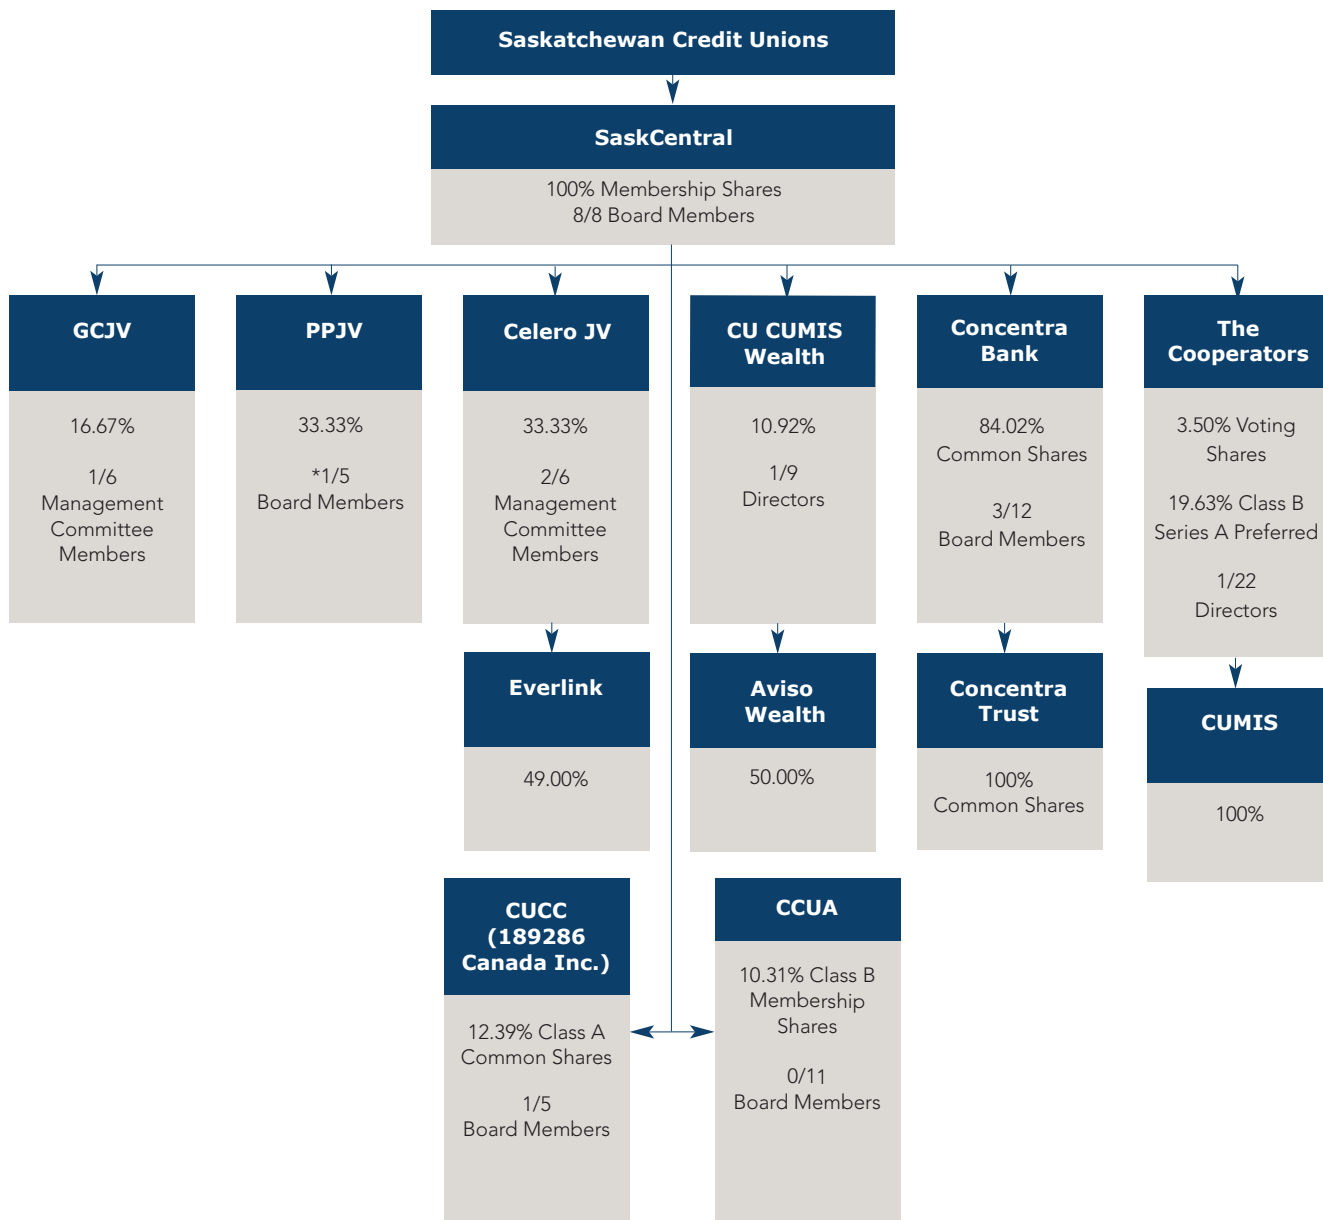 Saskatchewan Credit Unions
SaskCentral
100% Membership Shares
8/8 Board Members
GCJV
16.67%
1/6
Management
Committee
Members
PPJV
33.33%
*1/5
Board Members
Celero JV
33.33%
2/6
Management
Committee
Members
CU CUMIS
Wealth
10.92%
1/9
Directors
Concentra
Bank
84.02%
Common Shares
3/12
Board Members
The
Cooperators
3.50% Voting
Shares
19.63% Class B
Series A Preferred
1/22
Directors
Everlink
49.00%
Aviso
Wealth
50.00%
Concentra
Trust
100%
Common Shares
CUMIS
100%
CUCC
(189286
Canada Inc.)
12.39% Class A
Common Shares
1/5
Board Members
CCUA
10.31% Class B
Membership
Shares
0/11
Board Members